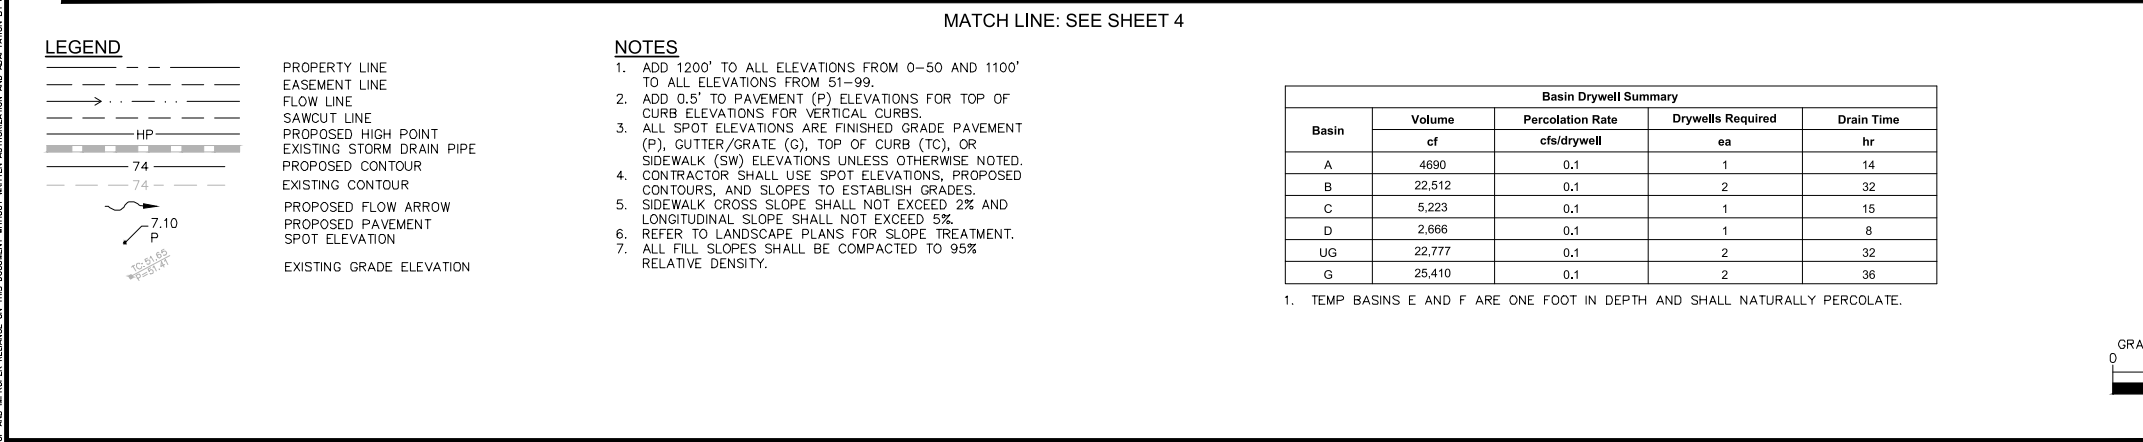 MATCH LINE: SEE SHEET 4
LEGEND
PROPERTY LINE
EASEMENT LINE
FLOW LINE
SAWCUT LINE
HP PROPOSED HIGH POINT
EXISTING STORM DRAIN PIPE
74 PROPOSED CONTOUR
74 EXISTING CONTOUR
PROPOSED FLOW ARROW
7.10 PROPOSED PAVEMENT
P SPOT ELEVATION
TC:51.65
P=51.41
EXISTING GRADE ELEVATION
NOTES
1. ADD 1200' TO ALL ELEVATIONS FROM 0-50 AND 1100'
TO ALL ELEVATIONS FROM 51-99.
2. ADD 0.5' TO PAVEMENT (P) ELEVATIONS FOR TOP OF
CURB ELEVATIONS FOR VERTICAL CURBS.
3. ALL SPOT ELEVATIONS ARE FINISHED GRADE PAVEMENT
(P), GUTTER/GRATE (G), TOP OF CURB (TC), OR
SIDEWALK (SW) ELEVATIONS UNLESS OTHERWISE NOTED.
4. CONTRACTOR SHALL USE SPOT ELEVATIONS, PROPOSED
CONTOURS, AND SLOPES TO ESTABLISH GRADES.
5. SIDEWALK CROSS SLOPE SHALL NOT EXCEED 2% AND
LONGITUDINAL SLOPE SHALL NOT EXCEED 5%.
6. REFER TO LANDSCAPE PLANS FOR SLOPE TREATMENT.
7. ALL FILL SLOPES SHALL BE COMPACTED TO 95%
RELATIVE DENSITY.
Basin Drywell Summary
Basin Volume Percolation Rate Drywells Required Drain Time
cf cfs/drywell ea hr
A 4690 0.1 1 14
B 22,512 0.1 2 32
C 5,223 0.1 1 15
D 2,666 0.1 1 8
UG 22,777 0.1 2 32
G 25,410 0.1 2 36
1. TEMP BASINS E AND F ARE ONE FOOT IN DEPTH AND SHALL NATURALLY PERCOLATE.
GRA
0